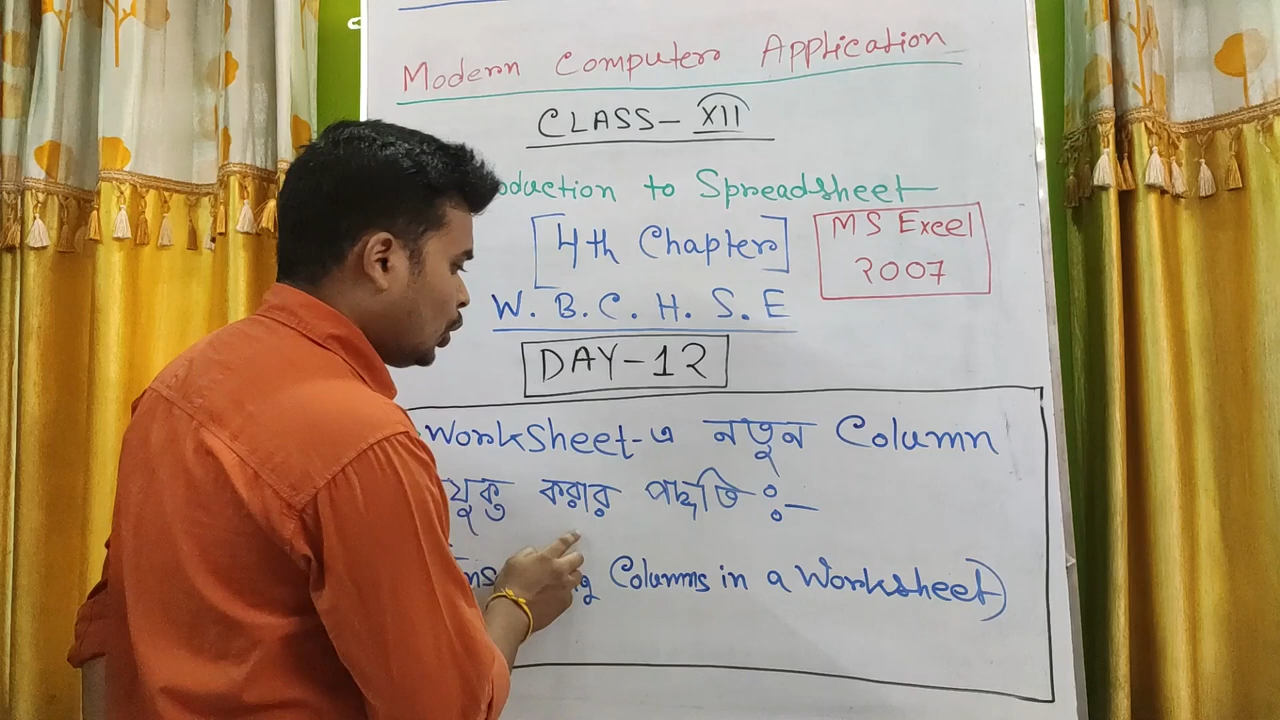 Modern Computer Application
CLASS- XII
oduction to Spreadsheet
[4th Chapter]
MS Excel
2007
W. B. C. H. S. E
DAY-12
Worksheet-এ নতুন Column
যুক্ত করার পদ্ধতি ঃ-
Columns in a Worksheet)